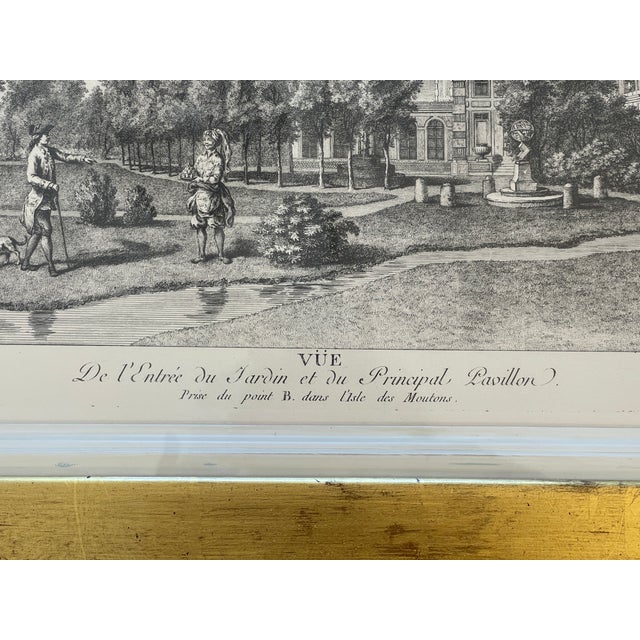 VÜE
De l'Entrée du Jardin et du Principal Pavillon.
Prise du point B. dans l'Isle des Moutons.